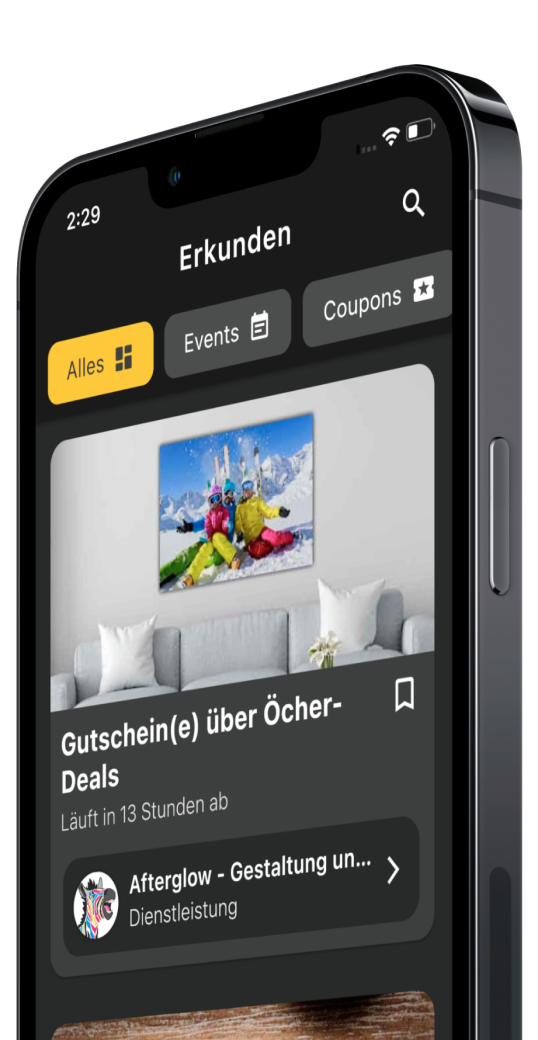 2:29
Erkunden
Alles
Events
Coupons
Gutschein(e) über Öcher-
Deals
Läuft in 13 Stunden ab
Afterglow - Gestaltung un...
Dienstleistung